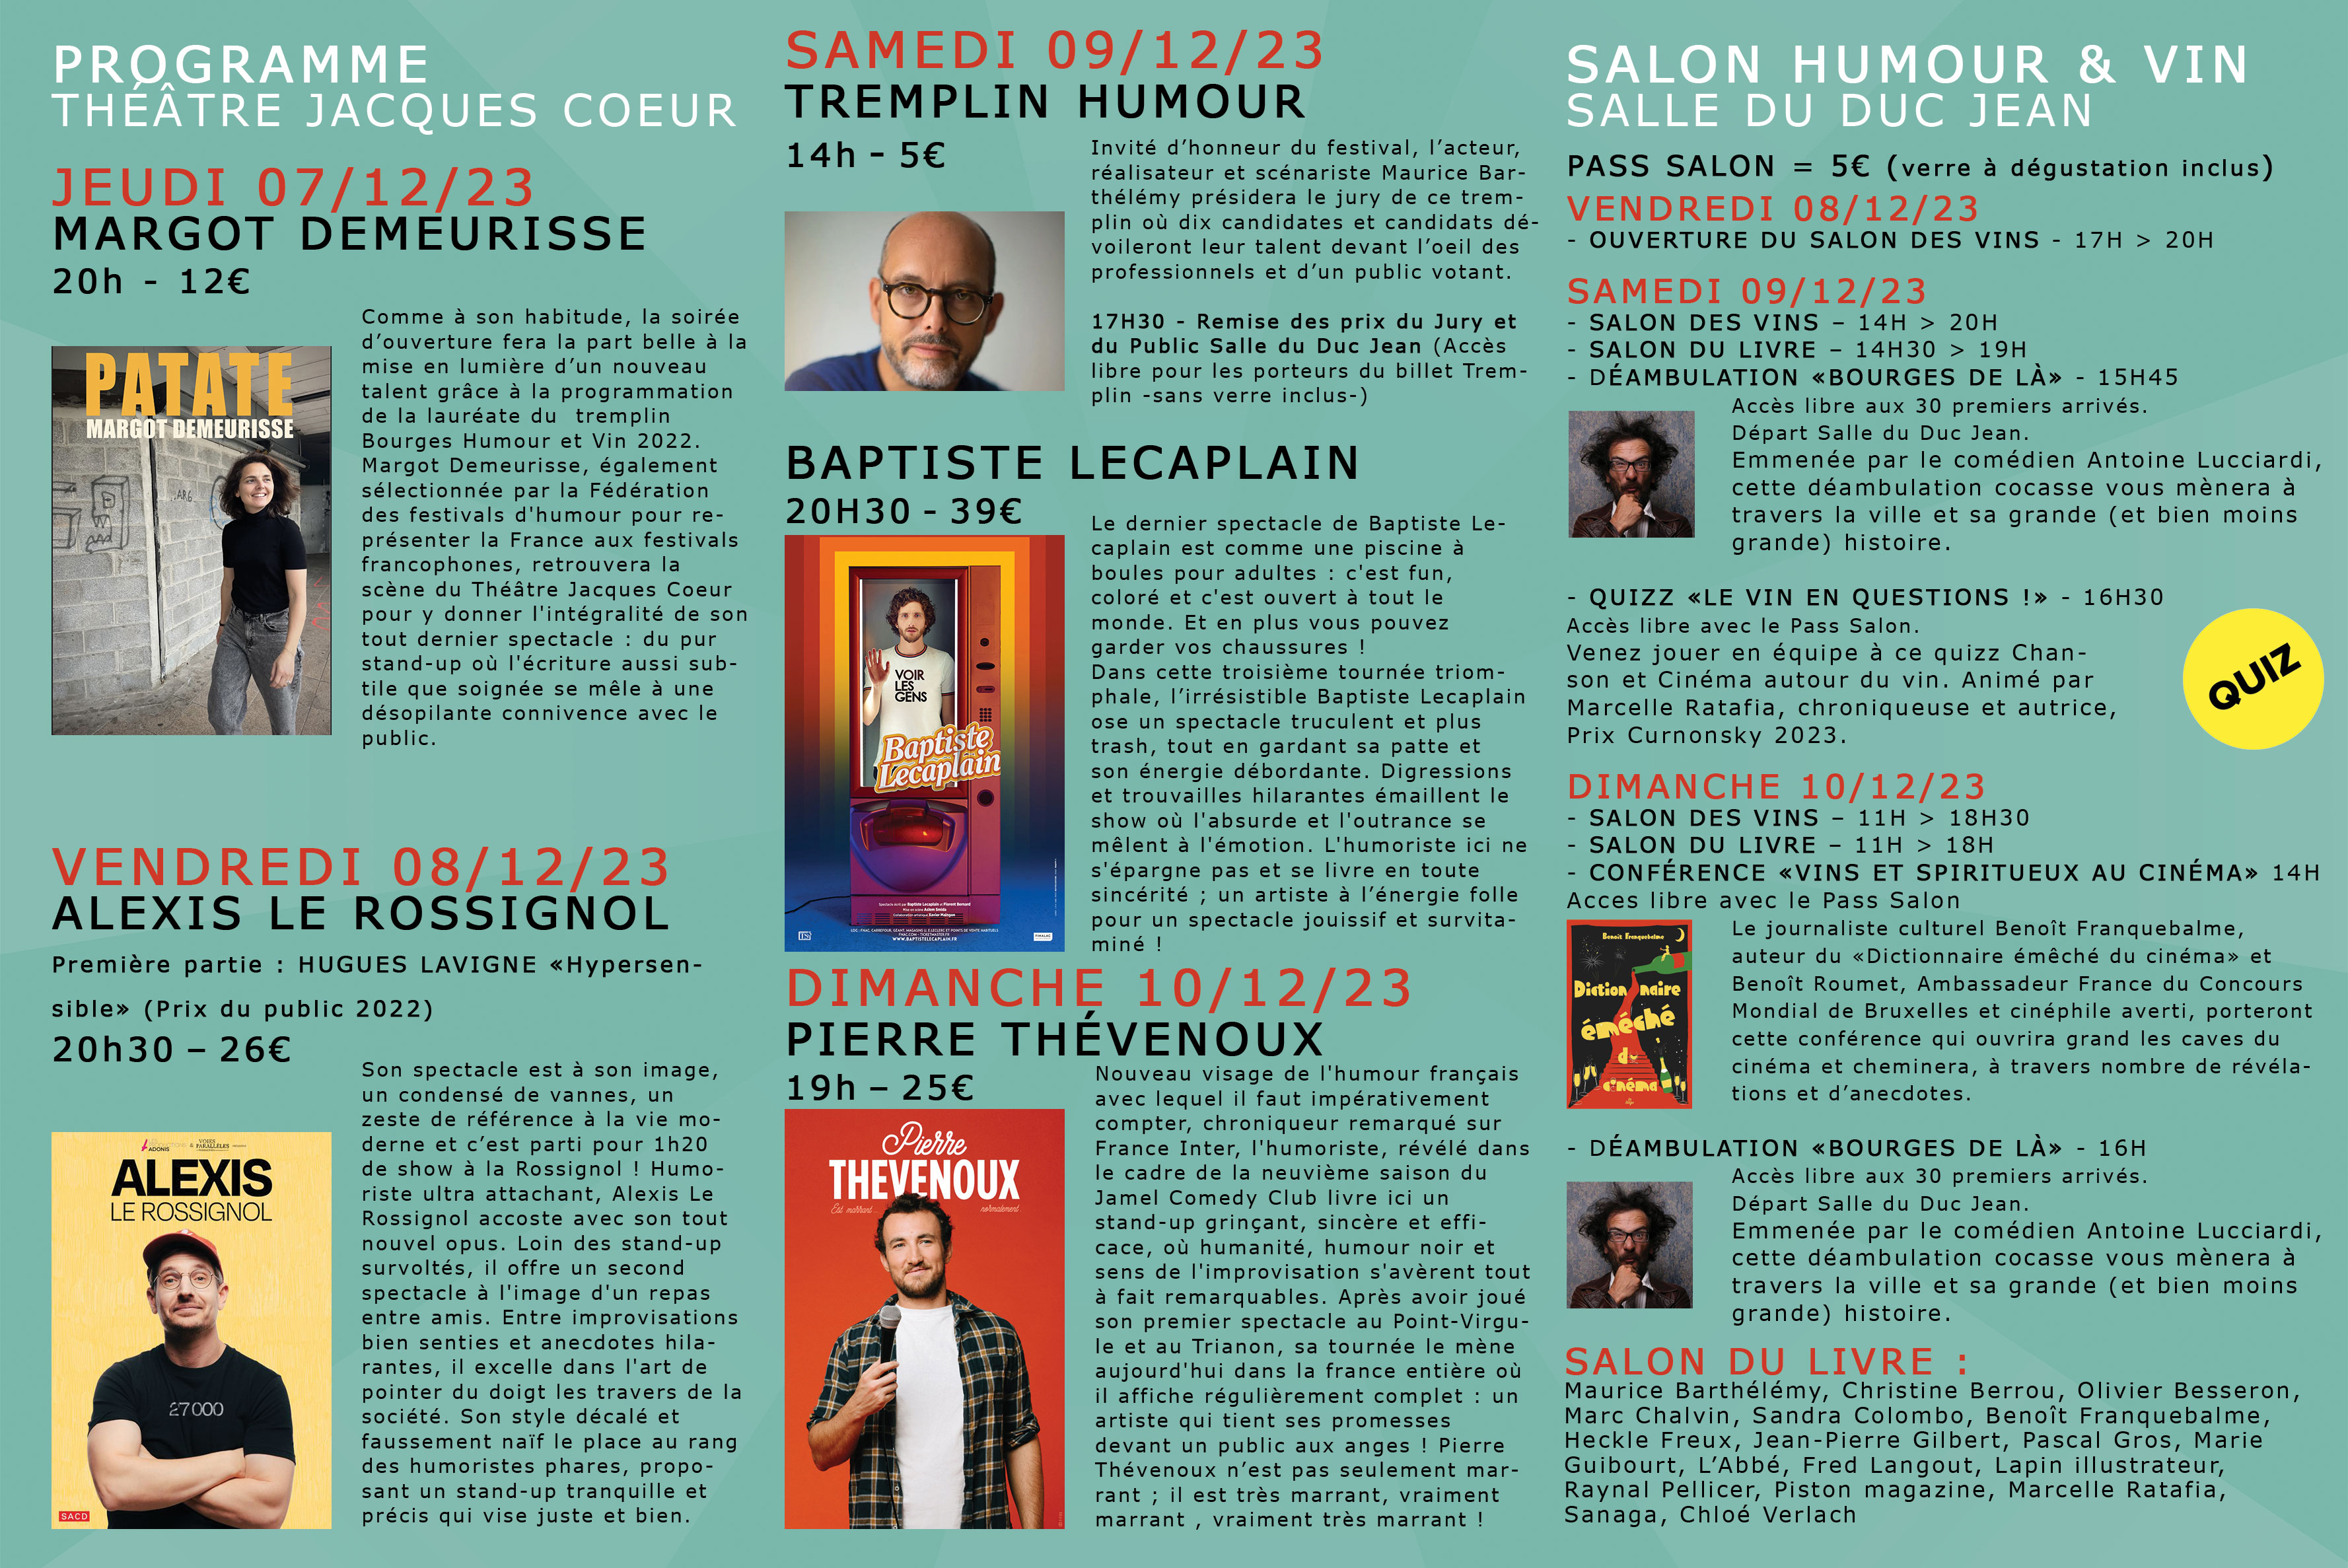 PROGRAMME
THÉÂTRE JACQUES COEUR
JEUDI 07/12/23
MARGOT DEMEURISSE
20h - 12€
PATATE
MARGOT DEMEURISSE
Comme à son habitude, la soirée
d’ouverture fera la part belle à la
mise en lumière d’un nouveau
talent grâce à la programmation
de la lauréate du  tremplin
Bourges Humour et Vin 2022.
Margot Demeurisse, également
sélectionnée par la Fédération
des festivals d'humour pour re-
présenter la France aux festivals
francophones, retrouvera la
scène du Théâtre Jacques Coeur
pour y donner l'intégralité de son
tout dernier spectacle : du pur
stand-up où l'écriture aussi sub-
tile que soignée se mêle à une
désopilante connivence avec le
public.
VENDREDI 08/12/23
ALEXIS LE ROSSIGNOL
Première partie : HUGUES LAVIGNE «Hypersen-
sible» (Prix du public 2022)
20h30 – 26€
ADONIS & VOIES PARALLÈLES
ALEXIS
LE ROSSIGNOL
27000
SACD
Son spectacle est à son image,
un condensé de vannes, un
zeste de référence à la vie mo-
derne et c’est parti pour 1h20
de show à la Rossignol ! Humo-
riste ultra attachant, Alexis Le
Rossignol accoste avec son tout
nouvel opus. Loin des stand-up
survoltés, il offre un second
spectacle à l'image d'un repas
entre amis. Entre improvisations
bien senties et anecdotes hila-
rantes, il excelle dans l'art de
pointer du doigt les travers de la
société. Son style décalé et
faussement naïf le place au rang
des humoristes phares, propo-
sant un stand-up tranquille et
précis qui vise juste et bien.
SAMEDI 09/12/23
TREMPLIN HUMOUR
14h - 5€
Invité d’honneur du festival, l’acteur,
réalisateur et scénariste Maurice Bar-
thélémy présidera le jury de ce trem-
plin où dix candidates et candidats dé-
voileront leur talent devant l’oeil des
professionnels et d’un public votant.
17H30 - Remise des prix du Jury et
du Public Salle du Duc Jean (Accès
libre pour les porteurs du billet Trem-
plin -sans verre inclus-)
BAPTISTE LECAPLAIN
20H30 - 39€
VOIR
LES
GENS
Baptiste
Lecaplain
Spectacle écrit par Baptiste Lecaplain et Florent Bernard
LOC : FNAC, CARREFOUR, GÉANT, MAGASINS U, E.LECLERC ET POINTS DE VENTE HABITUELS
FNAC.COM - TICKETMASTER.FR
WWW.BAPTISTELECAPLAIN.FR
Le dernier spectacle de Baptiste Le-
caplain est comme une piscine à
boules pour adultes : c'est fun,
coloré et c'est ouvert à tout le
monde. Et en plus vous pouvez
garder vos chaussures !
Dans cette troisième tournée triom-
phale, l’irrésistible Baptiste Lecaplain
ose un spectacle truculent et plus
trash, tout en gardant sa patte et
son énergie débordante. Digressions
et trouvailles hilarantes émaillent le
show où l'absurde et l'outrance se
mêlent à l'émotion. L'humoriste ici ne
s'épargne pas et se livre en toute
sincérité ; un artiste à l’énergie folle
pour un spectacle jouissif et survita-
miné !
DIMANCHE 10/12/23
PIERRE THÉVENOUX
19h – 25€
Pierre
THEVENOUX
Est marrant... normalement
Nouveau visage de l'humour français
avec lequel il faut impérativement
compter, chroniqueur remarqué sur
France Inter, l'humoriste, révélé dans
le cadre de la neuvième saison du
Jamel Comedy Club livre ici un
stand-up grinçant, sincère et effi-
cace, où humanité, humour noir et
sens de l'improvisation s'avèrent tout
à fait remarquables. Après avoir joué
son premier spectacle au Point-Virgu-
le et au Trianon, sa tournée le mène
aujourd'hui dans la france entière où
il affiche régulièrement complet : un
artiste qui tient ses promesses
devant un public aux anges ! Pierre
Thévenoux n’est pas seulement mar-
rant ; il est très marrant, vraiment
marrant , vraiment très marrant !
SALON HUMOUR & VIN
SALLE DU DUC JEAN
PASS SALON = 5€ (verre à dégustation inclus)
VENDREDI 08/12/23
- OUVERTURE DU SALON DES VINS - 17H > 20H
SAMEDI 09/12/23
- SALON DES VINS – 14H > 20H
- SALON DU LIVRE – 14H30 > 19H
- DÉAMBULATION «BOURGES DE LÀ» - 15H45
Accès libre aux 30 premiers arrivés.
Départ Salle du Duc Jean.
Emmenée par le comédien Antoine Lucciardi,
cette déambulation cocasse vous mènera à
travers la ville et sa grande (et bien moins
grande) histoire.
- QUIZZ «LE VIN EN QUESTIONS !» - 16H30
Accès libre avec le Pass Salon.
Venez jouer en équipe à ce quizz Chan-
son et Cinéma autour du vin. Animé par
Marcelle Ratafia, chroniqueuse et autrice,
Prix Curnonsky 2023.
QUIZ
DIMANCHE 10/12/23
- SALON DES VINS – 11H > 18H30
- SALON DU LIVRE – 11H > 18H
- CONFÉRENCE «VINS ET SPIRITUEUX AU CINÉMA» 14H
Acces libre avec le Pass Salon
Benoît Franquebalme
Dictionnaire
éméché
du
cinéma
Le journaliste culturel Benoît Franquebalme,
auteur du «Dictionnaire émêché du cinéma» et
Benoît Roumet, Ambassadeur France du Concours
Mondial de Bruxelles et cinéphile averti, porteront
cette conférence qui ouvrira grand les caves du
cinéma et cheminera, à travers nombre de révéla-
tions et d’anecdotes.
- DÉAMBULATION «BOURGES DE LÀ» - 16H
Accès libre aux 30 premiers arrivés.
Départ Salle du Duc Jean.
Emmenée par le comédien Antoine Lucciardi,
cette déambulation cocasse vous mènera à
travers la ville et sa grande (et bien moins
grande) histoire.
SALON DU LIVRE :
Maurice Barthélémy, Christine Berrou, Olivier Besseron,
Marc Chalvin, Sandra Colombo, Benoît Franquebalme,
Heckle Freux, Jean-Pierre Gilbert, Pascal Gros, Marie
Guibourt, L’Abbé, Fred Langout, Lapin illustrateur,
Raynal Pellicer, Piston magazine, Marcelle Ratafia,
Sanaga, Chloé Verlach